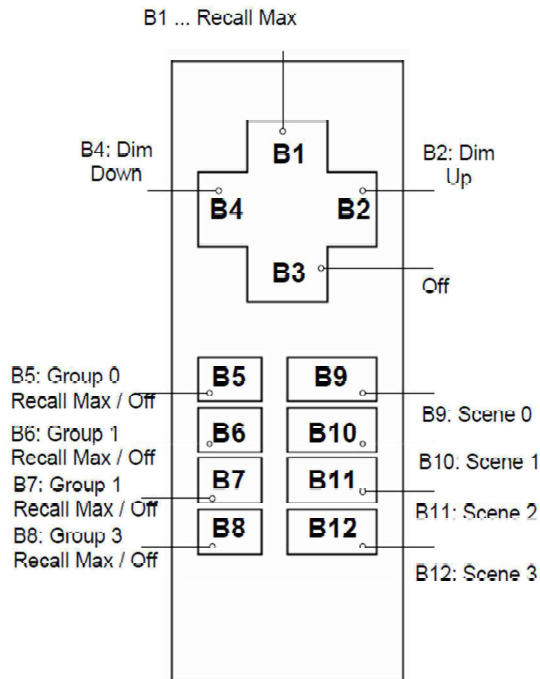 B1 ... Recall Max
B1
B4: Dim
Down
B2: Dim
Up
B4
B2
B3
Off
B5: Group 0
Recall Max / Off
B5
B9
B9: Scene 0
B6: Group 1
Recall Max / Off
B6
B10
B10: Scene 1
B7: Group 1
Recall Max / Off
B7
B11
B11: Scene 2
B8: Group 3
Recall Max / Off
B8
B12
B12: Scene 3